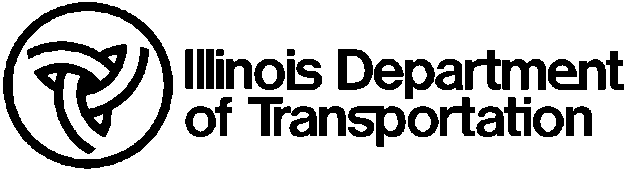 Illinois Department
of Transportation